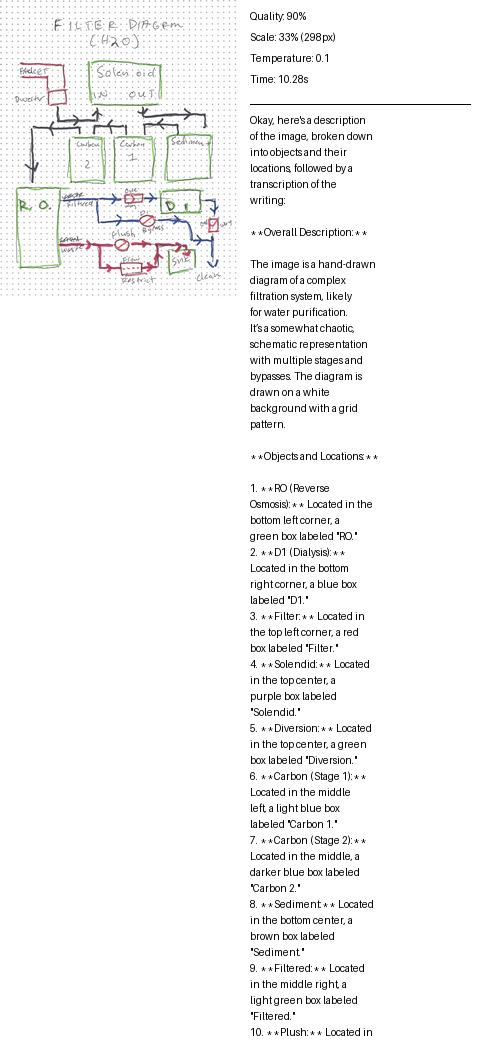 FILTER DIAGRAM
(H2O)
FAUCET
Diverter
Solenoid
IN OUT
Carbon
2
Carbon
1
Sediment
R.O.
Filtered
D I
Bypass
flush
waste
Flow
Restrict
Sink
Clean
Quality: 90%
Scale: 33% (298px)
Temperature: 0.1
Time: 10.28s
Okay, here's a description
of the image, broken down
into objects and their
locations, followed by a
transcription of the
writing:
**Overall Description:**
The image is a hand-drawn
diagram of a complex
filtration system, likely
for water purification.
It's a somewhat chaotic,
schematic representation
with multiple stages and
bypasses. The diagram is
drawn on a white
background with a grid
pattern.
**Objects and Locations:**
1. **RO (Reverse
Osmosis):** Located in the
bottom left corner, a
green box labeled "RO."
2. **D1 (Dialysis):**
Located in the bottom
right corner, a blue box
labeled "D1."
3. **Filter:** Located in
the top left corner, a red
box labeled "Filter."
4. **Solendid:** Located
in the top center, a
purple box labeled
"Solendid."
5. **Diversion:** Located
in the top center, a green
box labeled "Diversion."
6. **Carbon (Stage 1):**
Located in the middle
left, a light blue box
labeled "Carbon 1."
7. **Carbon (Stage 2):**
Located in the middle, a
darker blue box labeled
"Carbon 2."
8. **Sediment:** Located
in the bottom center, a
brown box labeled
"Sediment."
9. **Filtered:** Located
in the middle right, a
light green box labeled
"Filtered."
10. **Plush:** Located in